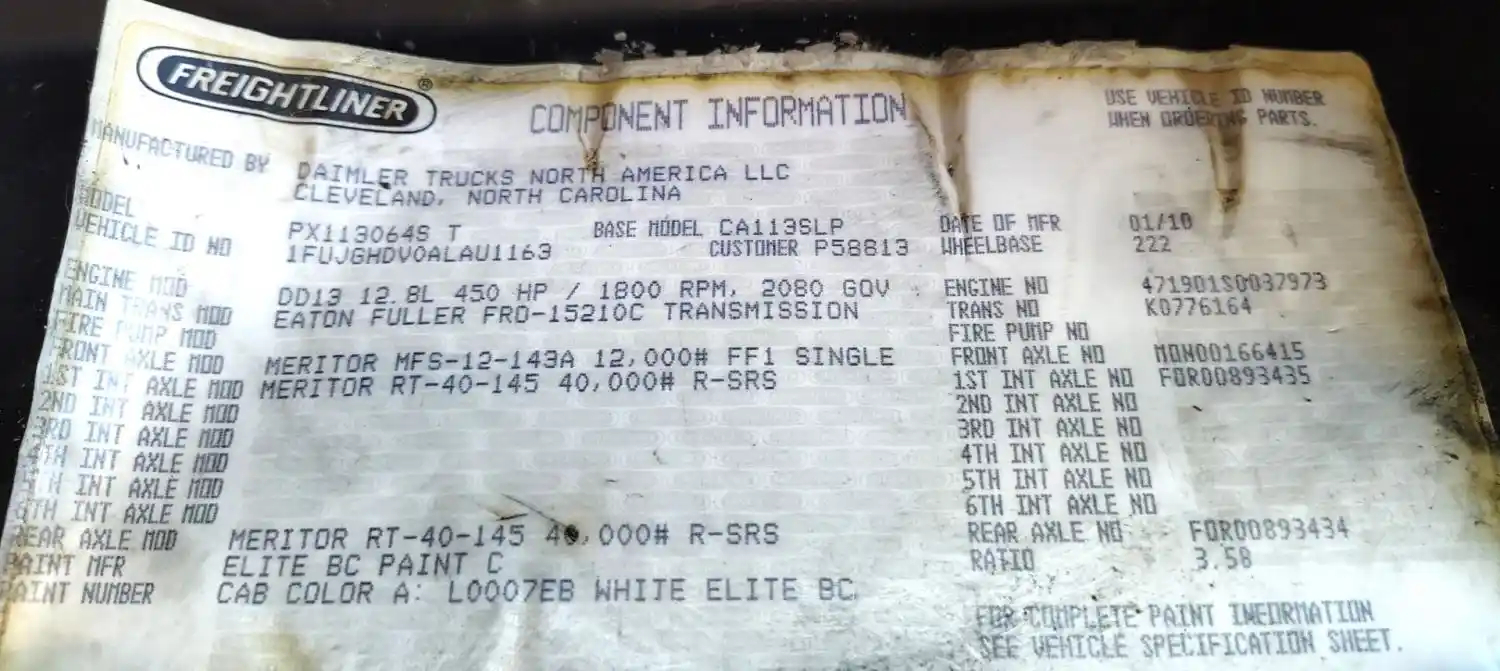 FREIGHTLINER®
COMPONENT INFORMATION
USE VEHICLE ID NUMBER
WHEN ORDERING PARTS.
MANUFACTURED BY DAIMLER TRUCKS NORTH AMERICA LLC
CLEVELAND, NORTH CAROLINA
MODEL PX113064S T BASE MODEL CA113SLP DATE OF MFR 01/10
VEHICLE ID NO 1FUJGHDV0ALAU1163 CUSTOMER P58813 WHEELBASE 222
ENGINE MOD DD13 12.8L 450 HP / 1800 RPM, 2080 GOV ENGINE NO 471901S0037973
MAIN TRANS MOD EATON FULLER FRO-15210C TRANSMISSION TRANS NO K0776164
FIRE PUMP MOD FIRE PUMP NO
FRONT AXLE MOD MERITOR MFS-12-143A 12,000# FF1 SINGLE FRONT AXLE NO MON00166415
1ST INT AXLE MOD MERITOR RT-40-145 40,000# R-SRS 1ST INT AXLE NO FOR00893435
2ND INT AXLE MOD 2ND INT AXLE NO
3RD INT AXLE MOD 3RD INT AXLE NO
4TH INT AXLE MOD 4TH INT AXLE NO
5TH INT AXLE MOD 5TH INT AXLE NO
6TH INT AXLE MOD 6TH INT AXLE NO
REAR AXLE MOD MERITOR RT-40-145 40,000# R-SRS REAR AXLE NO FOR00893434
PAINT MFR ELITE BC PAINT C RATIO 3.58
PAINT NUMBER CAB COLOR A: L0007EB WHITE ELITE BC
FOR COMPLETE PAINT INFORMATION
SEE VEHICLE SPECIFICATION SHEET.